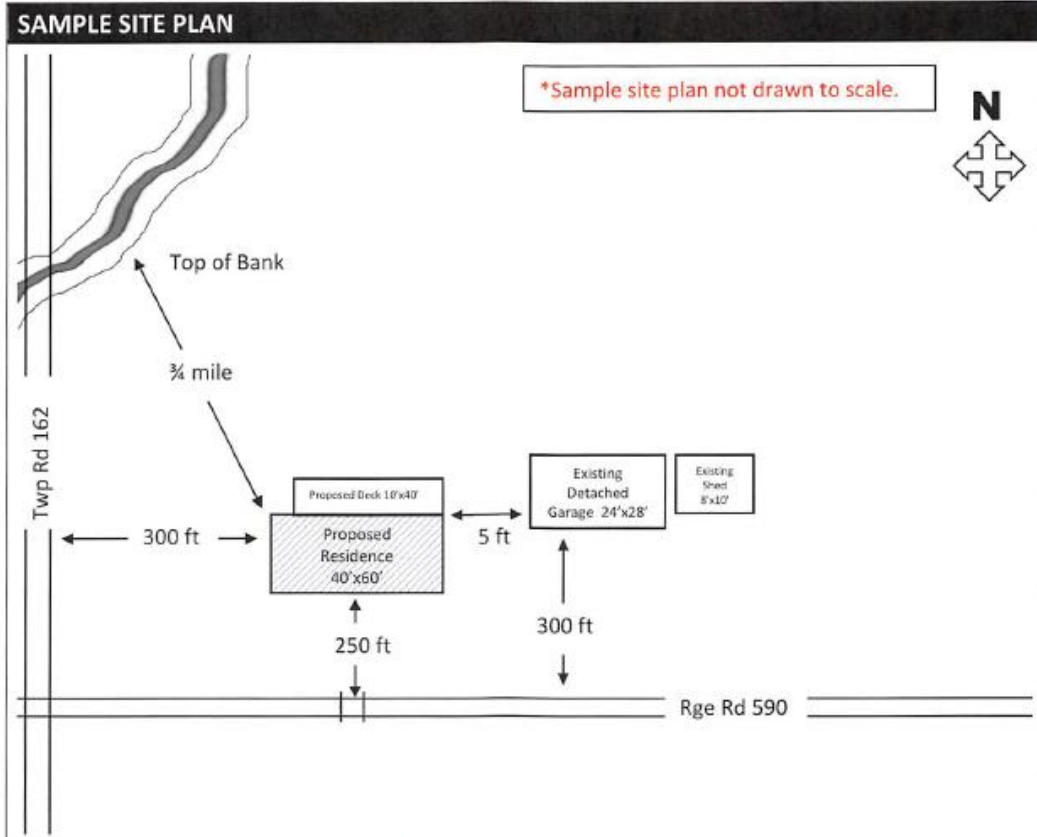 SAMPLE SITE PLAN
*Sample site plan not drawn to scale.
N
Top of Bank
¾ mile
Twp Rd 162
Proposed Deck 10'x40'
Existing
Detached
Garage 24'x28'
Existing
Shed
8'x10'
300 ft
Proposed
Residence
40'x60'
5 ft
250 ft
300 ft
Rge Rd 590